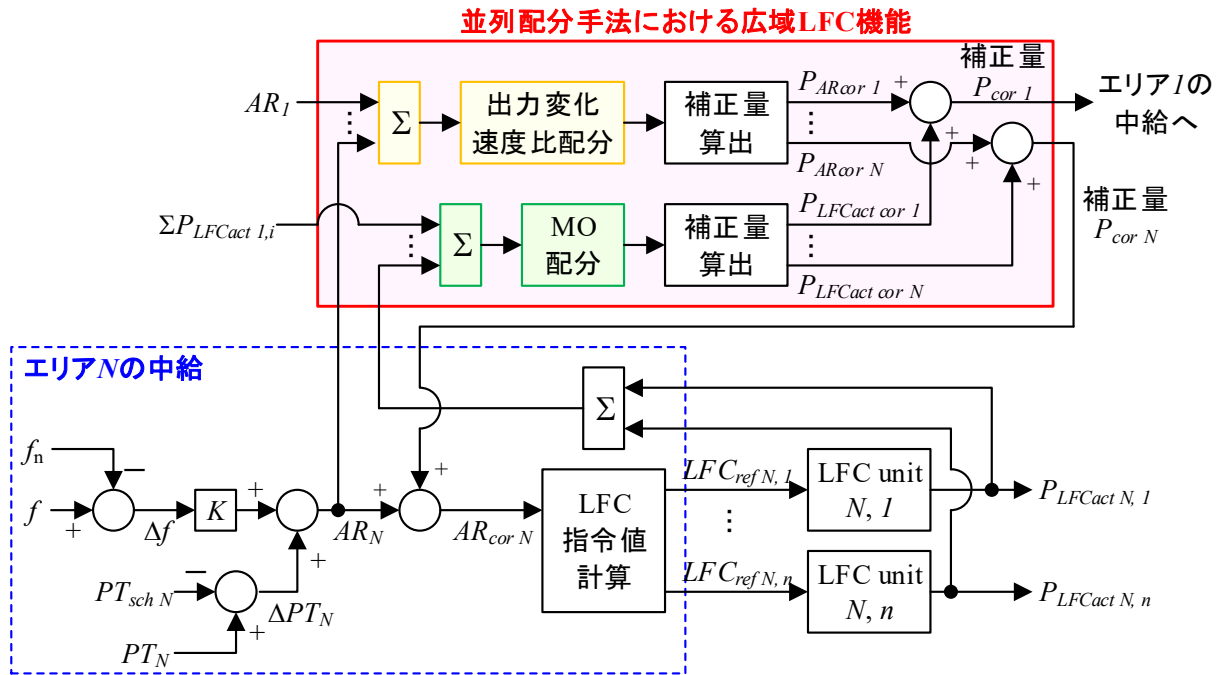 並列配分手法における広域LFC機能
AR1
⋮
Σ
出力変化
速度比配分
補正量
算出
PARcor 1
⋮
PARcor N
+
+
+
+
補正量
Pcor 1
エリア1の
中給へ
ΣPLFCact 1,i
⋮
Σ
MO
配分
補正量
算出
PLFCact cor 1
⋮
PLFCact cor N
補正量
Pcor N
エリアNの中給
fn
−
f
+
Δf
K
+
+
ARN
+
+
ARcor N
PTsch N
−
PTN
+
ΔPTN
Σ
LFC
指令値
計算
LFCref N, 1
⋮
LFCref N, n
LFC unit
N, 1
LFC unit
N, n
PLFCact N, 1
PLFCact N, n